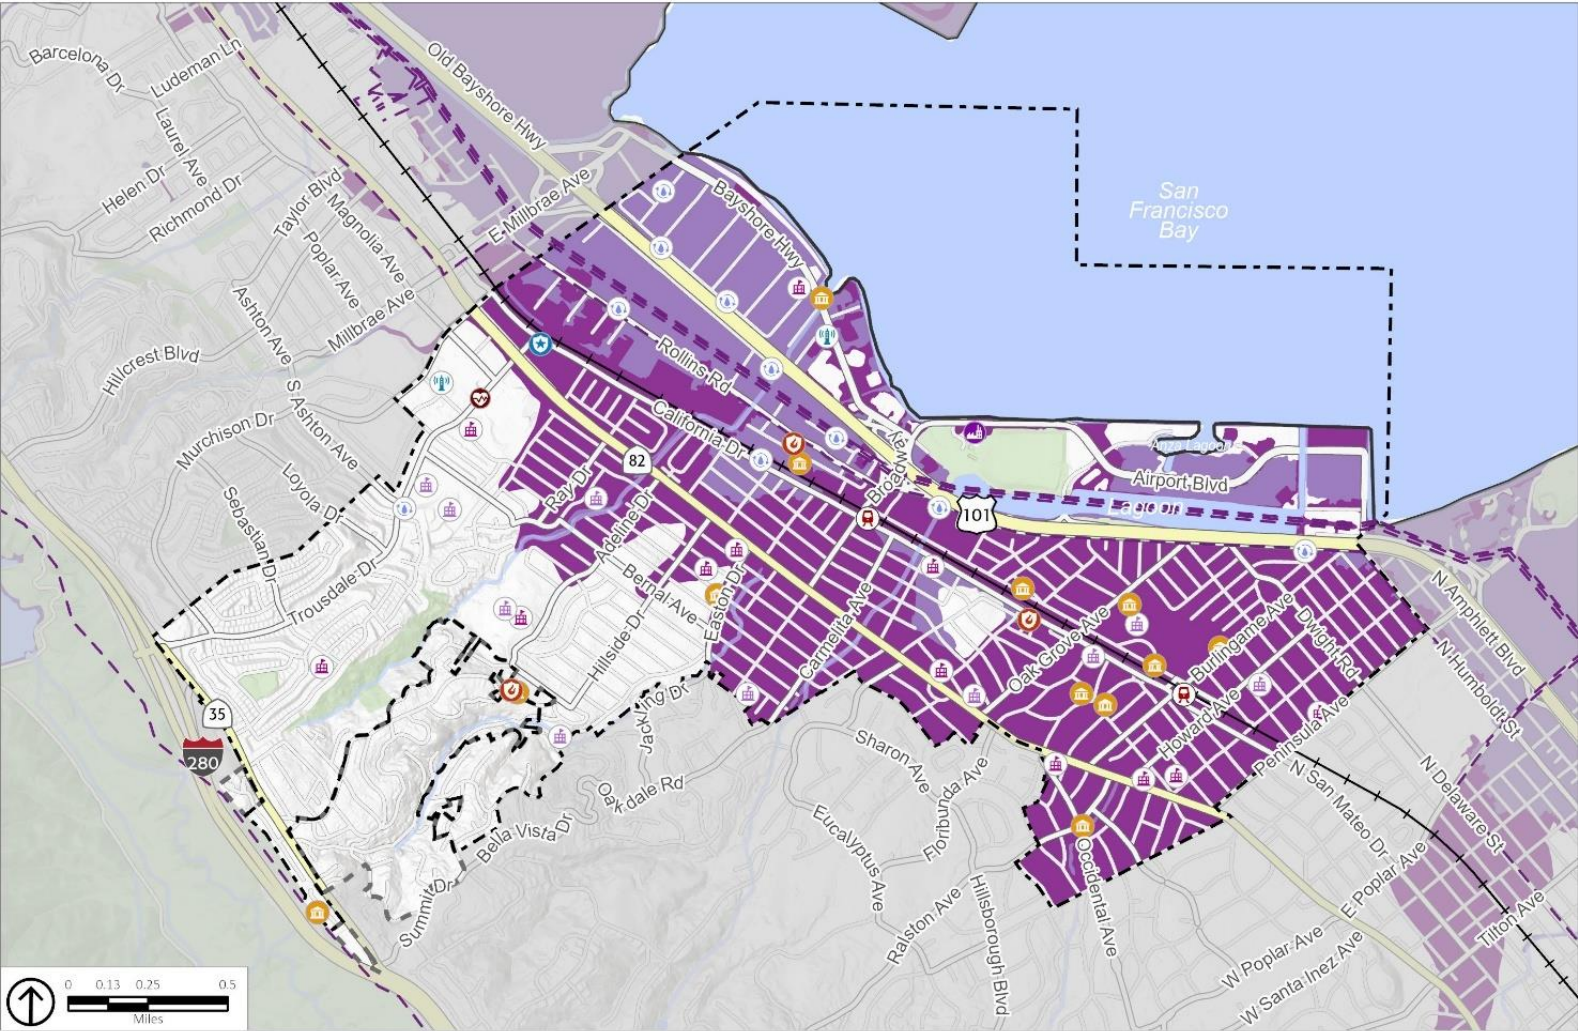 Barcelona Dr
Ludeman Ln
Old Bayshore Hwy
Laurel Ave
Helen Dr
Richmond Dr
Taylor Blvd
Magnolia Ave
Poplar Ave
E Millbrae Ave
Bayshore Hwy
San
Francisco
Bay
Ashton Ave
Millbrae Ave
Hillcrest Blvd
S Ashton Ave
Rollins Rd
Murchison Dr
California Dr
82
Broadway
Anza Lagoon
Airport Blvd
Lagoon
101
Loyola Dr
Sebastian Dr
Ray Dr
Adeline Dr
Trousdale Dr
Bernal Ave
Easton Dr
Hillside Dr
Carmelita Ave
Oak Grove Ave
Burlingame Ave
Dwight Rd
N Amphlett Blvd
N Humboldt St
35
280
Jackling Dr
Howard Ave
Peninsula Ave
Sharon Ave
Oakdale Rd
Floribunda Ave
Eucalyptus Ave
Bella Vista Dr
N San Mateo Dr
N Delaware St
Summit Dr
Occidental Ave
Hillsborough Blvd
Ralston Ave
E Poplar Ave
Tilton Ave
W Poplar Ave
W Santa Inez Ave
0 0.13 0.25 0.5
Miles